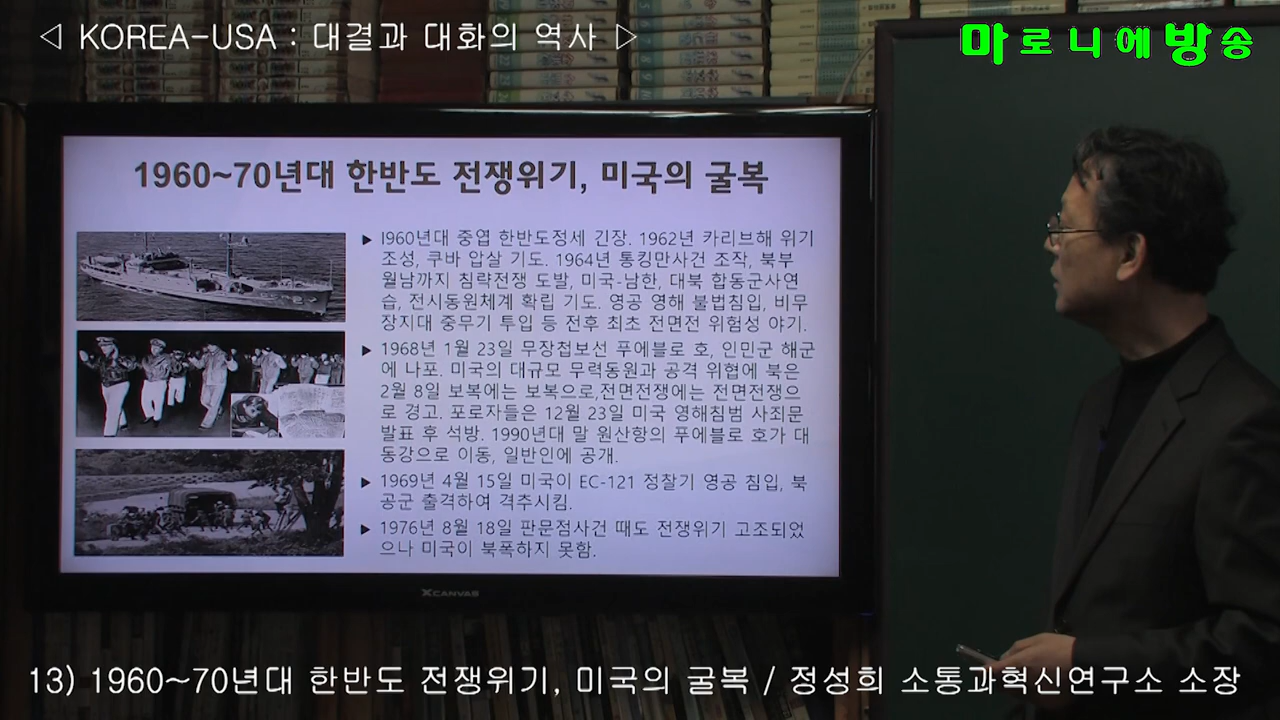 ◁ KOREA-USA : 대결과 대화의 역사 ▷
마로니에방송
1960~70년대 한반도 전쟁위기, 미국의 굴복
▶ I960년대 중엽 한반도정세 긴장. 1962년 카리브해 위기
조성, 쿠바 압살 기도. 1964년 통킹만사건 조작, 북부
월남까지 침략전쟁 도발, 미국-남한, 대북 합동군사연
습, 전시동원체계 확립 기도. 영공 영해 불법침입, 비무
장지대 중무기 투입 등 전후 최초 전면전 위험성 야기.
▶ 1968년 1월 23일 무장첩보선 푸에블로 호, 인민군 해군
에 나포. 미국의 대규모 무력동원과 공격 위협에 북은
2월 8일 보복에는 보복으로,전면전쟁에는 전면전쟁으
로 경고. 포로자들은 12월 23일 미국 영해침범 사죄문
발표 후 석방. 1990년대 말 원산항의 푸에블로 호가 대
동강으로 이동, 일반인에 공개.
▶ 1969년 4월 15일 미국이 EC-121 정찰기 영공 침입, 북
공군 출격하여 격추시킴.
▶ 1976년 8월 18일 판문점사건 때도 전쟁위기 고조되었
으나 미국이 북폭하지 못함.
XCANVAS
13) 1960~70년대 한반도 전쟁위기, 미국의 굴복 / 정성희 소통과혁신연구소 소장